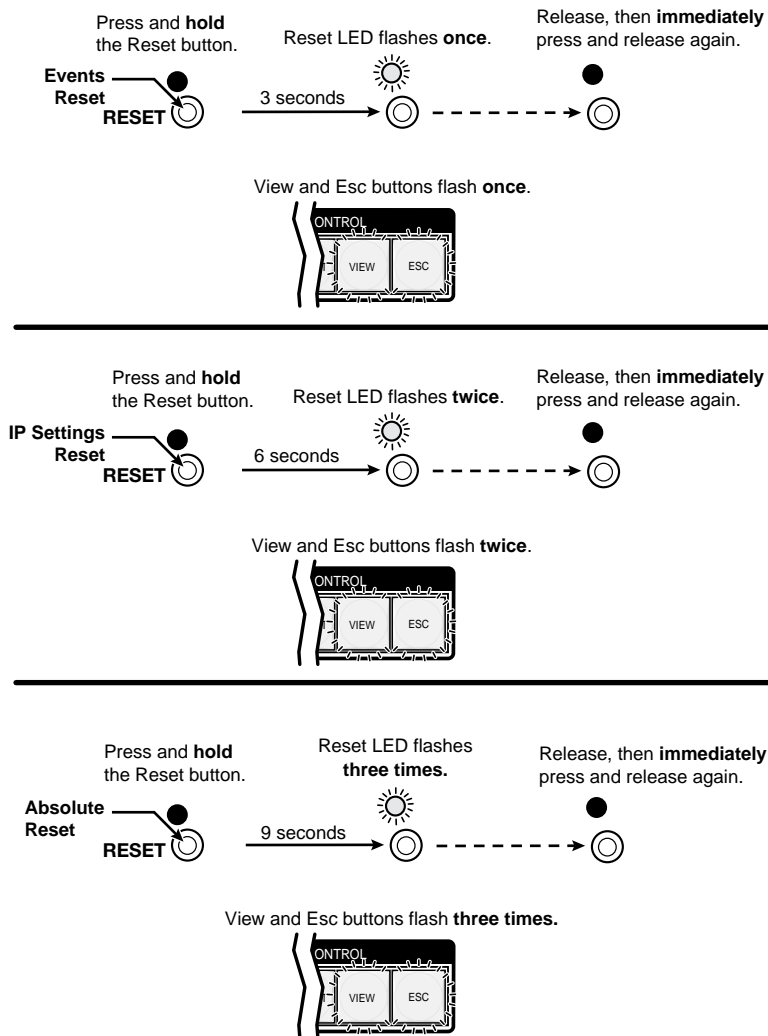 Press and hold
the Reset button.
Reset LED flashes once.
Release, then immediately
press and release again.
Events
Reset
RESET
3 seconds
View and Esc buttons flash once.
ONTROL
VIEW
ESC
Press and hold
the Reset button.
Reset LED flashes twice.
Release, then immediately
press and release again.
IP Settings
Reset
RESET
6 seconds
View and Esc buttons flash twice.
ONTROL
VIEW
ESC
Press and hold
the Reset button.
Reset LED flashes
three times.
Release, then immediately
press and release again.
Absolute
Reset
RESET
9 seconds
View and Esc buttons flash three times.
ONTROL
VIEW
ESC